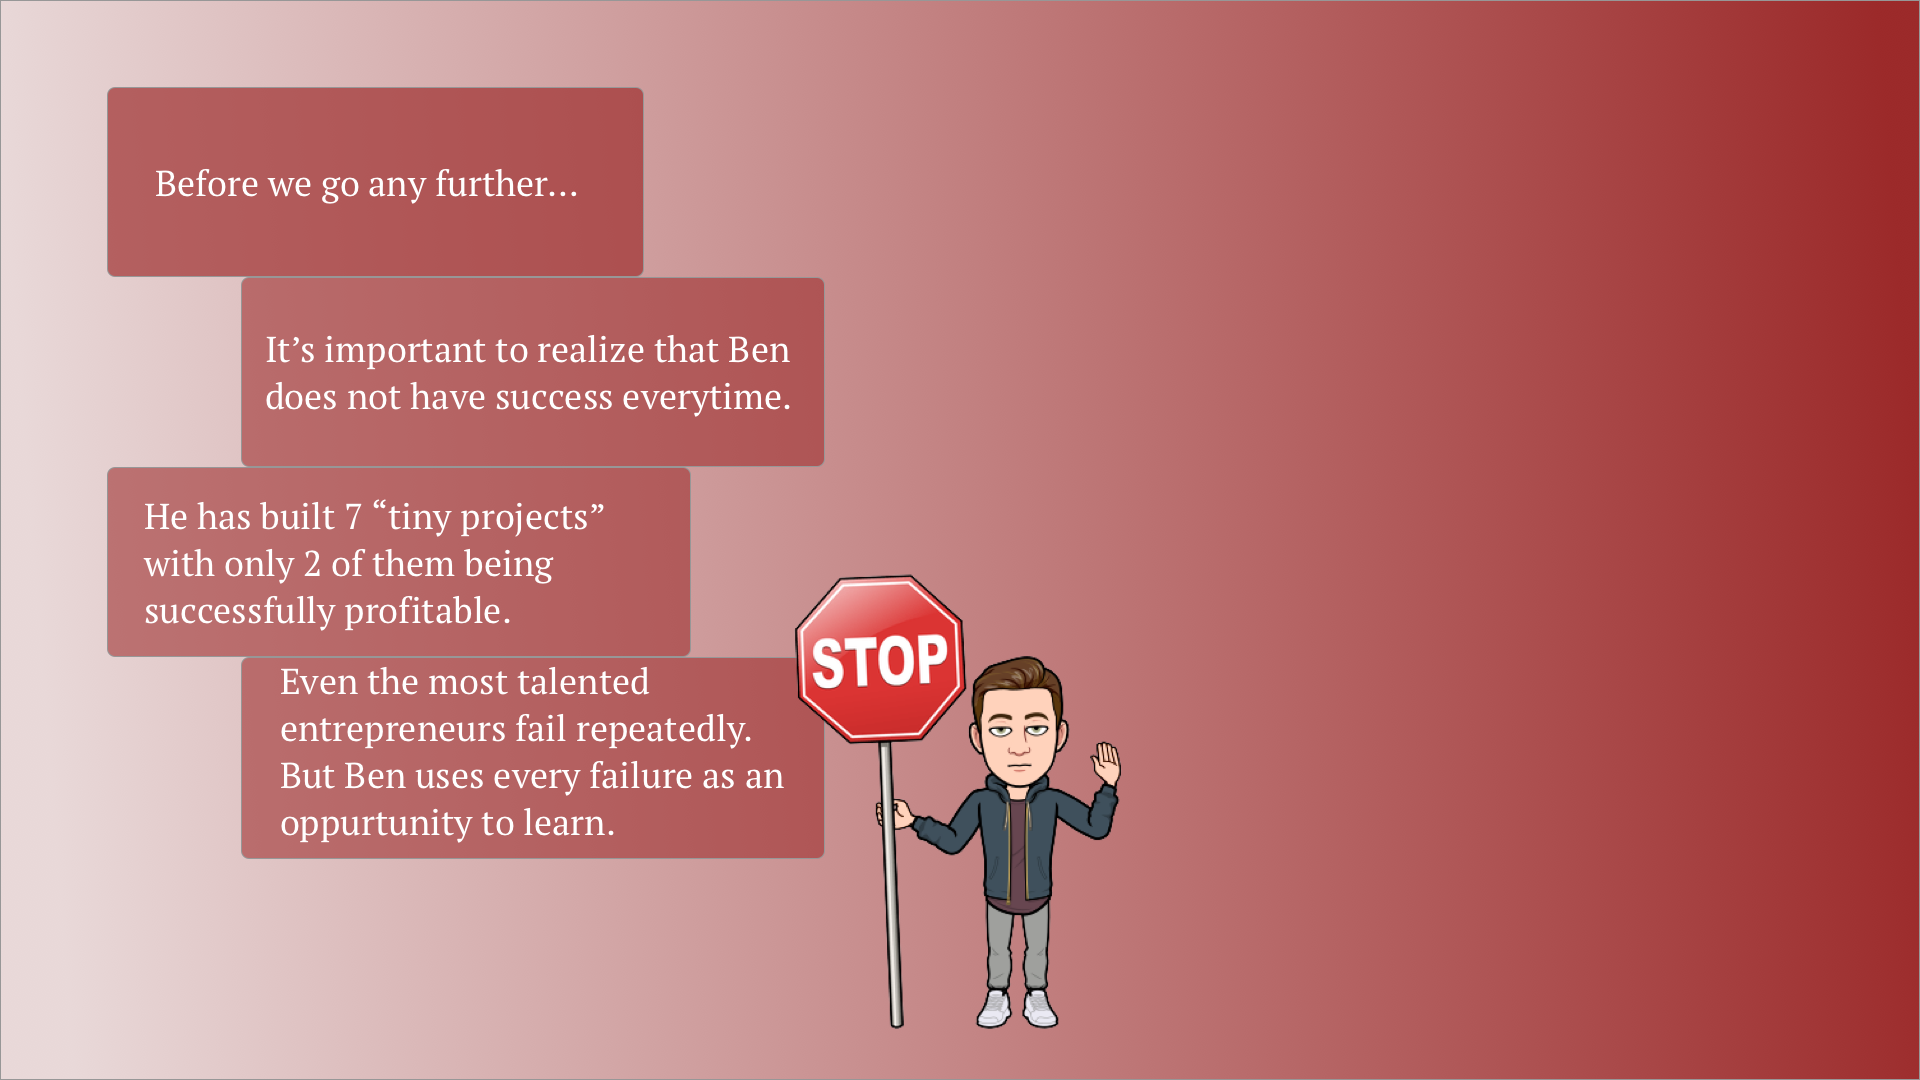 Before we go any further…
It’s important to realize that Ben
does not have success everytime.
He has built 7 “tiny projects”
with only 2 of them being
successfully profitable.
Even the most talented
entrepreneurs fail repeatedly.
But Ben uses every failure as an
oppurtunity to learn.
STOP